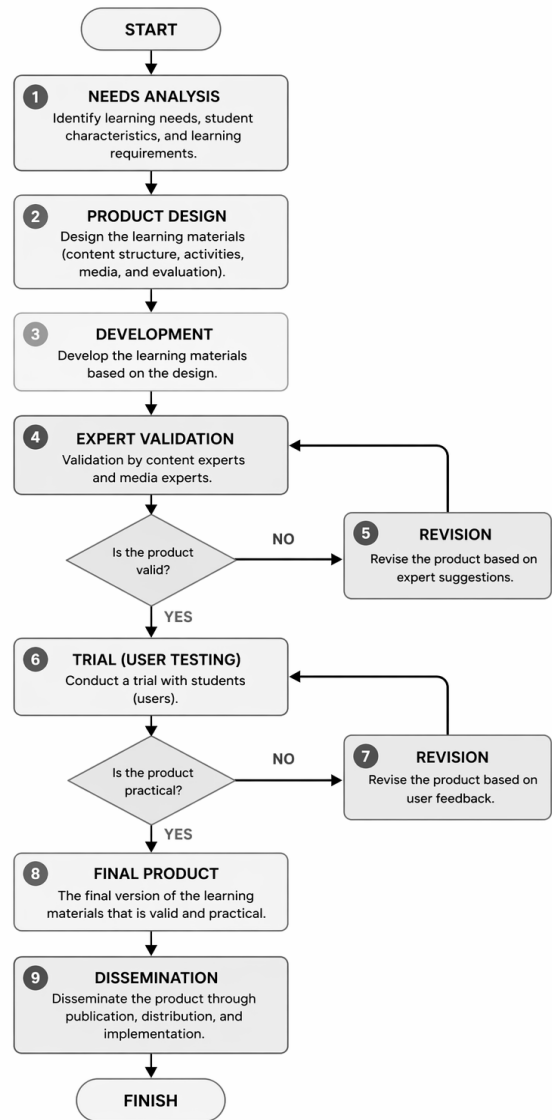 START
1
NEEDS ANALYSIS
Identify learning needs, student
characteristics, and learning
requirements.
2
PRODUCT DESIGN
Design the learning materials
(content structure, activities,
media, and evaluation).
3
DEVELOPMENT
Develop the learning materials
based on the design.
4
EXPERT VALIDATION
Validation by content experts
and media experts.
Is the product
valid?
NO
5
REVISION
Revise the product based on
expert suggestions.
YES
6
TRIAL (USER TESTING)
Conduct a trial with students
(users).
Is the product
practical?
NO
7
REVISION
Revise the product based on
user feedback.
YES
8
FINAL PRODUCT
The final version of the learning
materials that is valid and practical.
9
DISSEMINATION
Disseminate the product through
publication, distribution, and
implementation.
FINISH